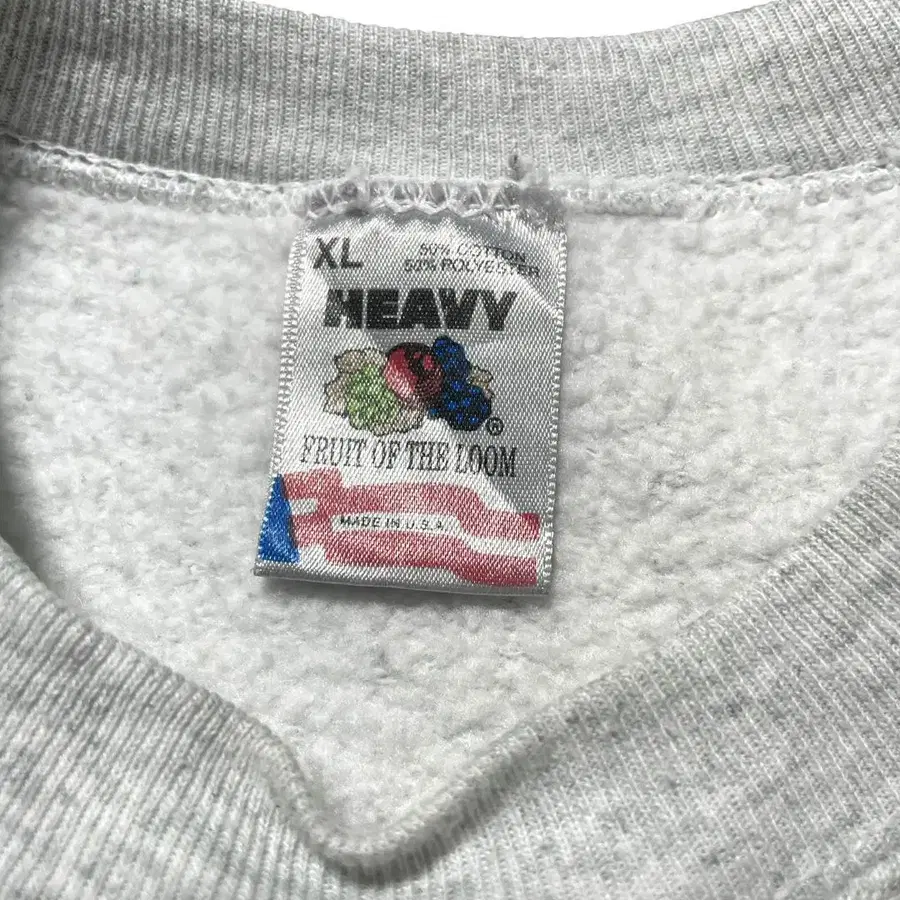 XL
50% COTTON
50% POLYESTER
HEAVY
®
FRUIT OF THE LOOM
MADE IN U.S.A.